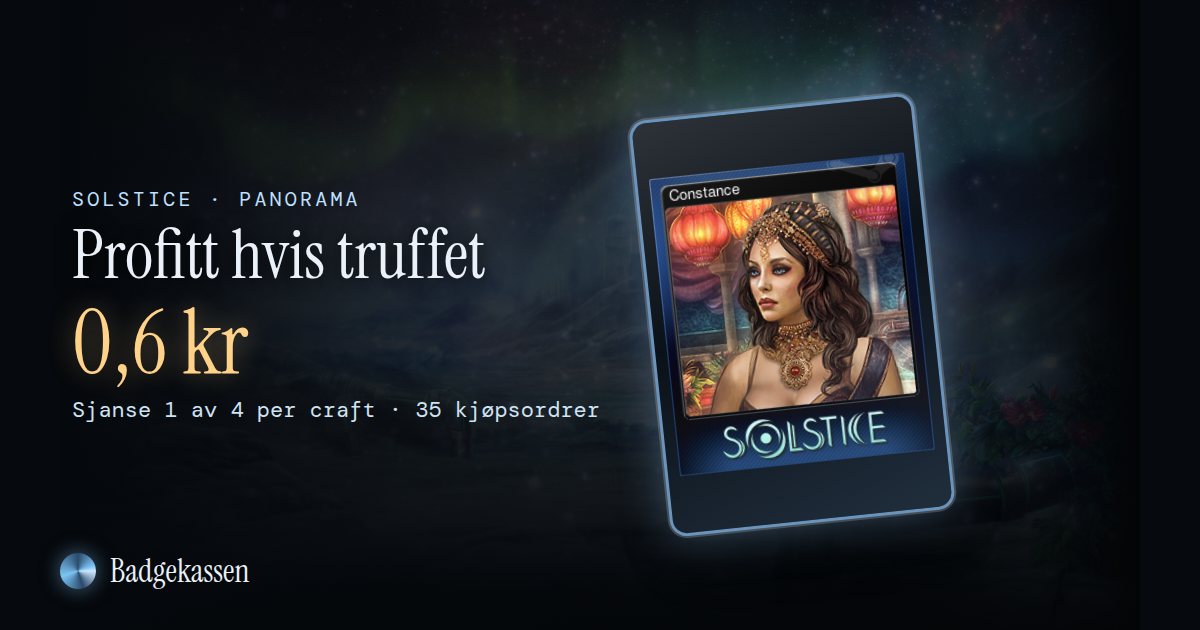 SOLSTICE · PANORAMA
Profitt hvis truffet
0,6 kr
Sjanse 1 av 4 per craft · 35 kjøpsordrer
Constance
SOLSTICE
Badgekassen